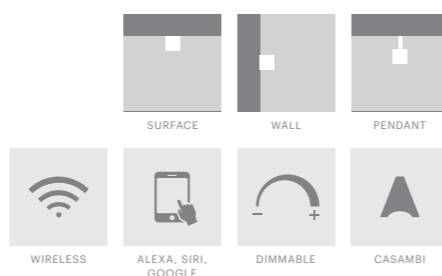 SURFACE
WALL
PENDANT
− +
WIRELESS
ALEXA, SIRI,
GOOGLE
DIMMABLE
CASAMBI